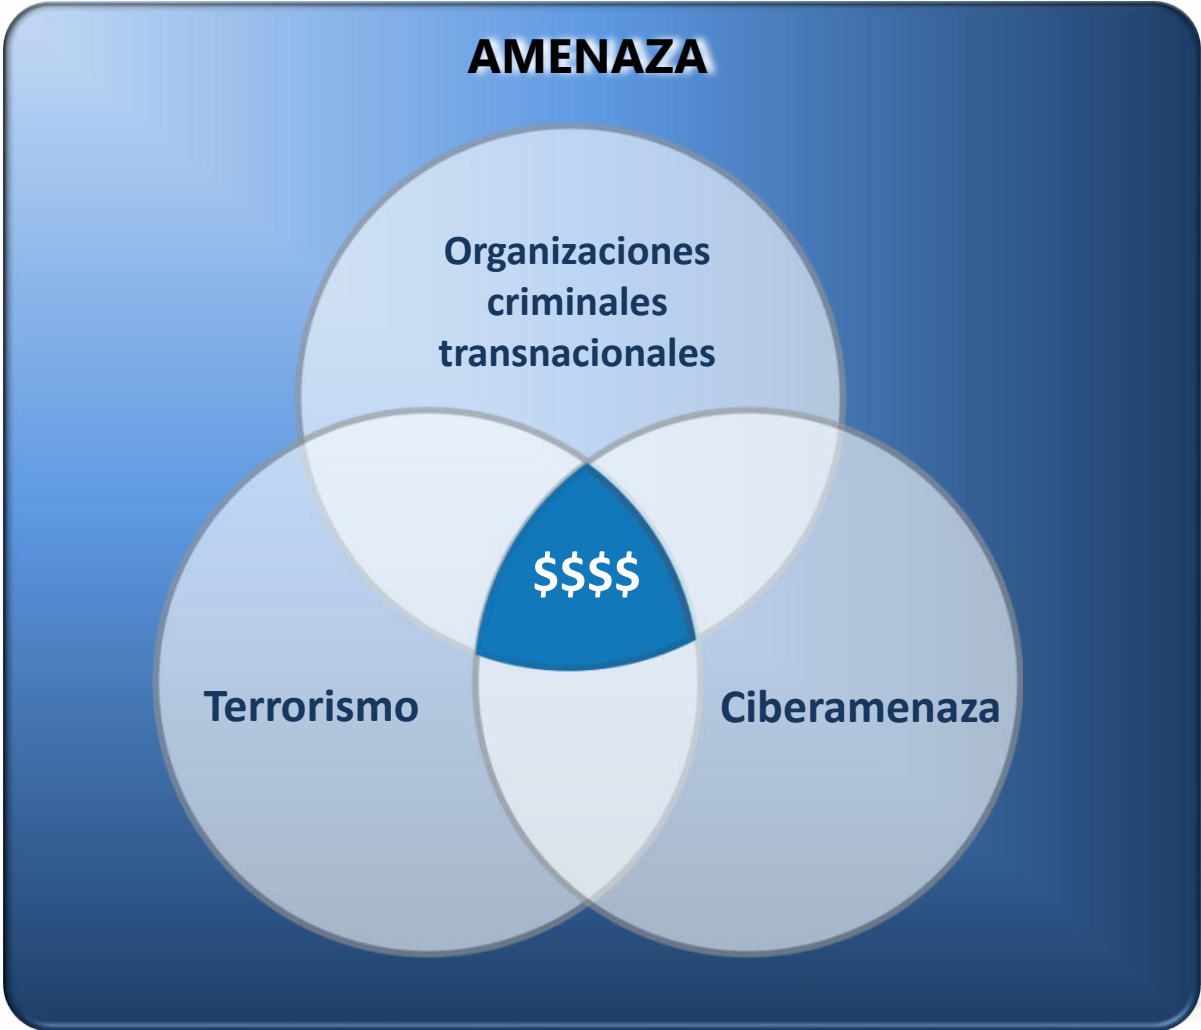 AMENAZA
Organizaciones
criminales
transnacionales
$$$$
Terrorismo
Ciberamenaza